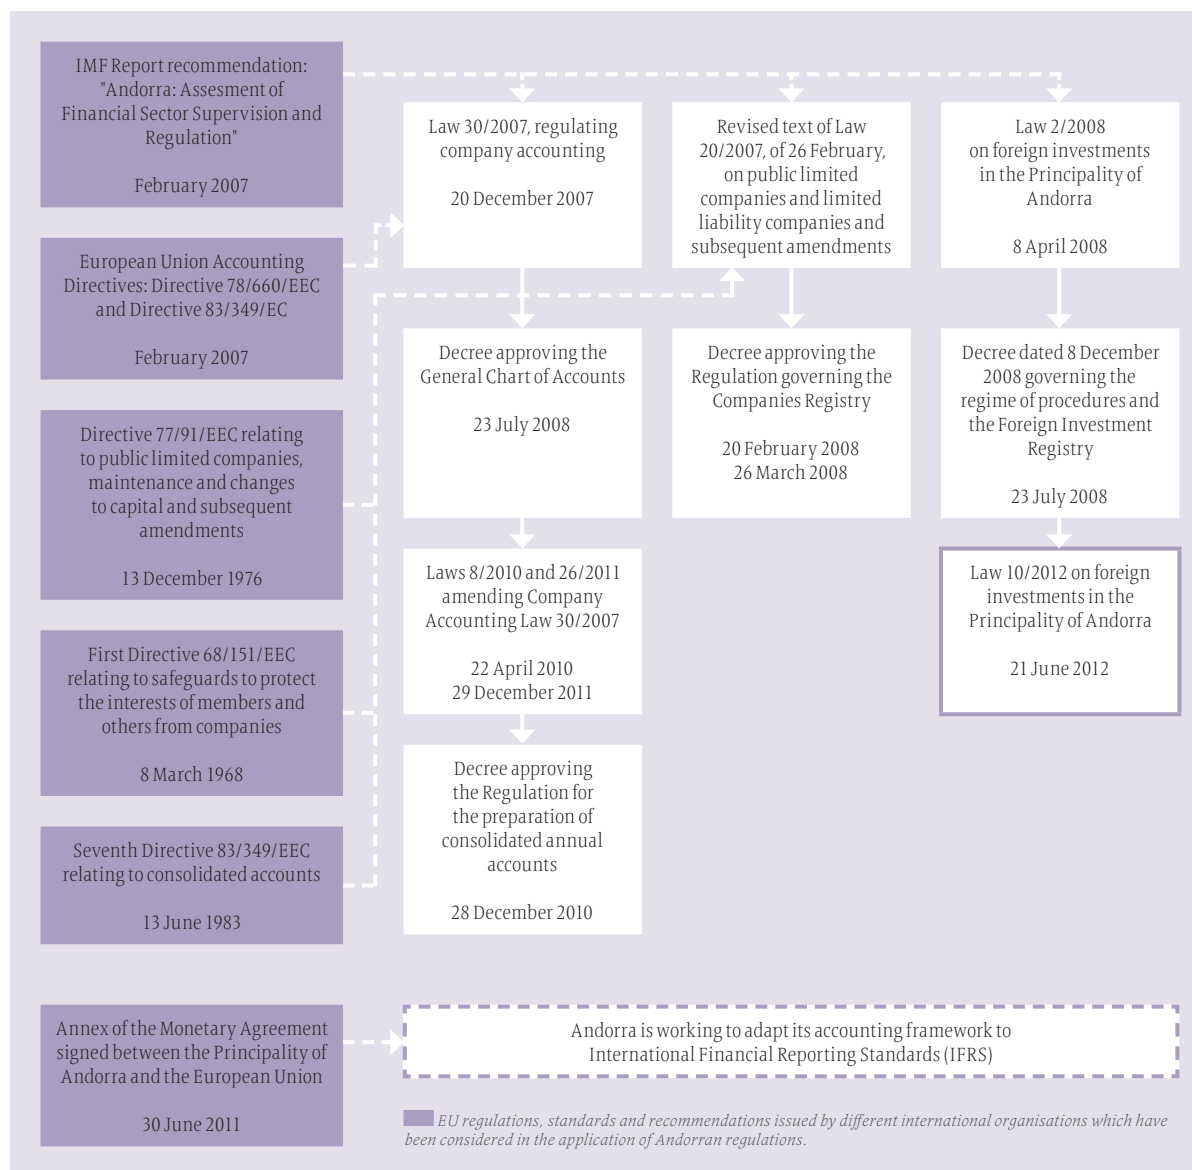 IMF Report recommendation:
"Andorra: Assesment of
Financial Sector Supervision and
Regulation"
February 2007
European Union Accounting
Directives: Directive 78/660/EEC
and Directive 83/349/EC
February 2007
Directive 77/91/EEC relating
to public limited companies,
maintenance and changes
to capital and subsequent
amendments
13 December 1976
First Directive 68/151/EEC
relating to safeguards to protect
the interests of members and
others from companies
8 March 1968
Seventh Directive 83/349/EEC
relating to consolidated accounts
13 June 1983
Annex of the Monetary Agreement
signed between the Principality of
Andorra and the European Union
30 June 2011
Law 30/2007, regulating
company accounting
20 December 2007
Decree approving the
General Chart of Accounts
23 July 2008
Laws 8/2010 and 26/2011
amending Company
Accounting Law 30/2007
22 April 2010
29 December 2011
Decree approving
the Regulation for
the preparation of
consolidated annual
accounts
28 December 2010
Revised text of Law
20/2007, of 26 February,
on public limited
companies and limited
liability companies and
subsequent amendments
Decree approving the
Regulation governing the
Companies Registry
20 February 2008
26 March 2008
Law 2/2008
on foreign investments
in the Principality of
Andorra
8 April 2008
Decree dated 8 December
2008 governing the
regime of procedures and
the Foreign Investment
Registry
23 July 2008
Law 10/2012 on foreign
investments in the
Principality of Andorra
21 June 2012
Andorra is working to adapt its accounting framework to
International Financial Reporting Standards (IFRS)
EU regulations, standards and recommendations issued by different international organisations which have
been considered in the application of Andorran regulations.